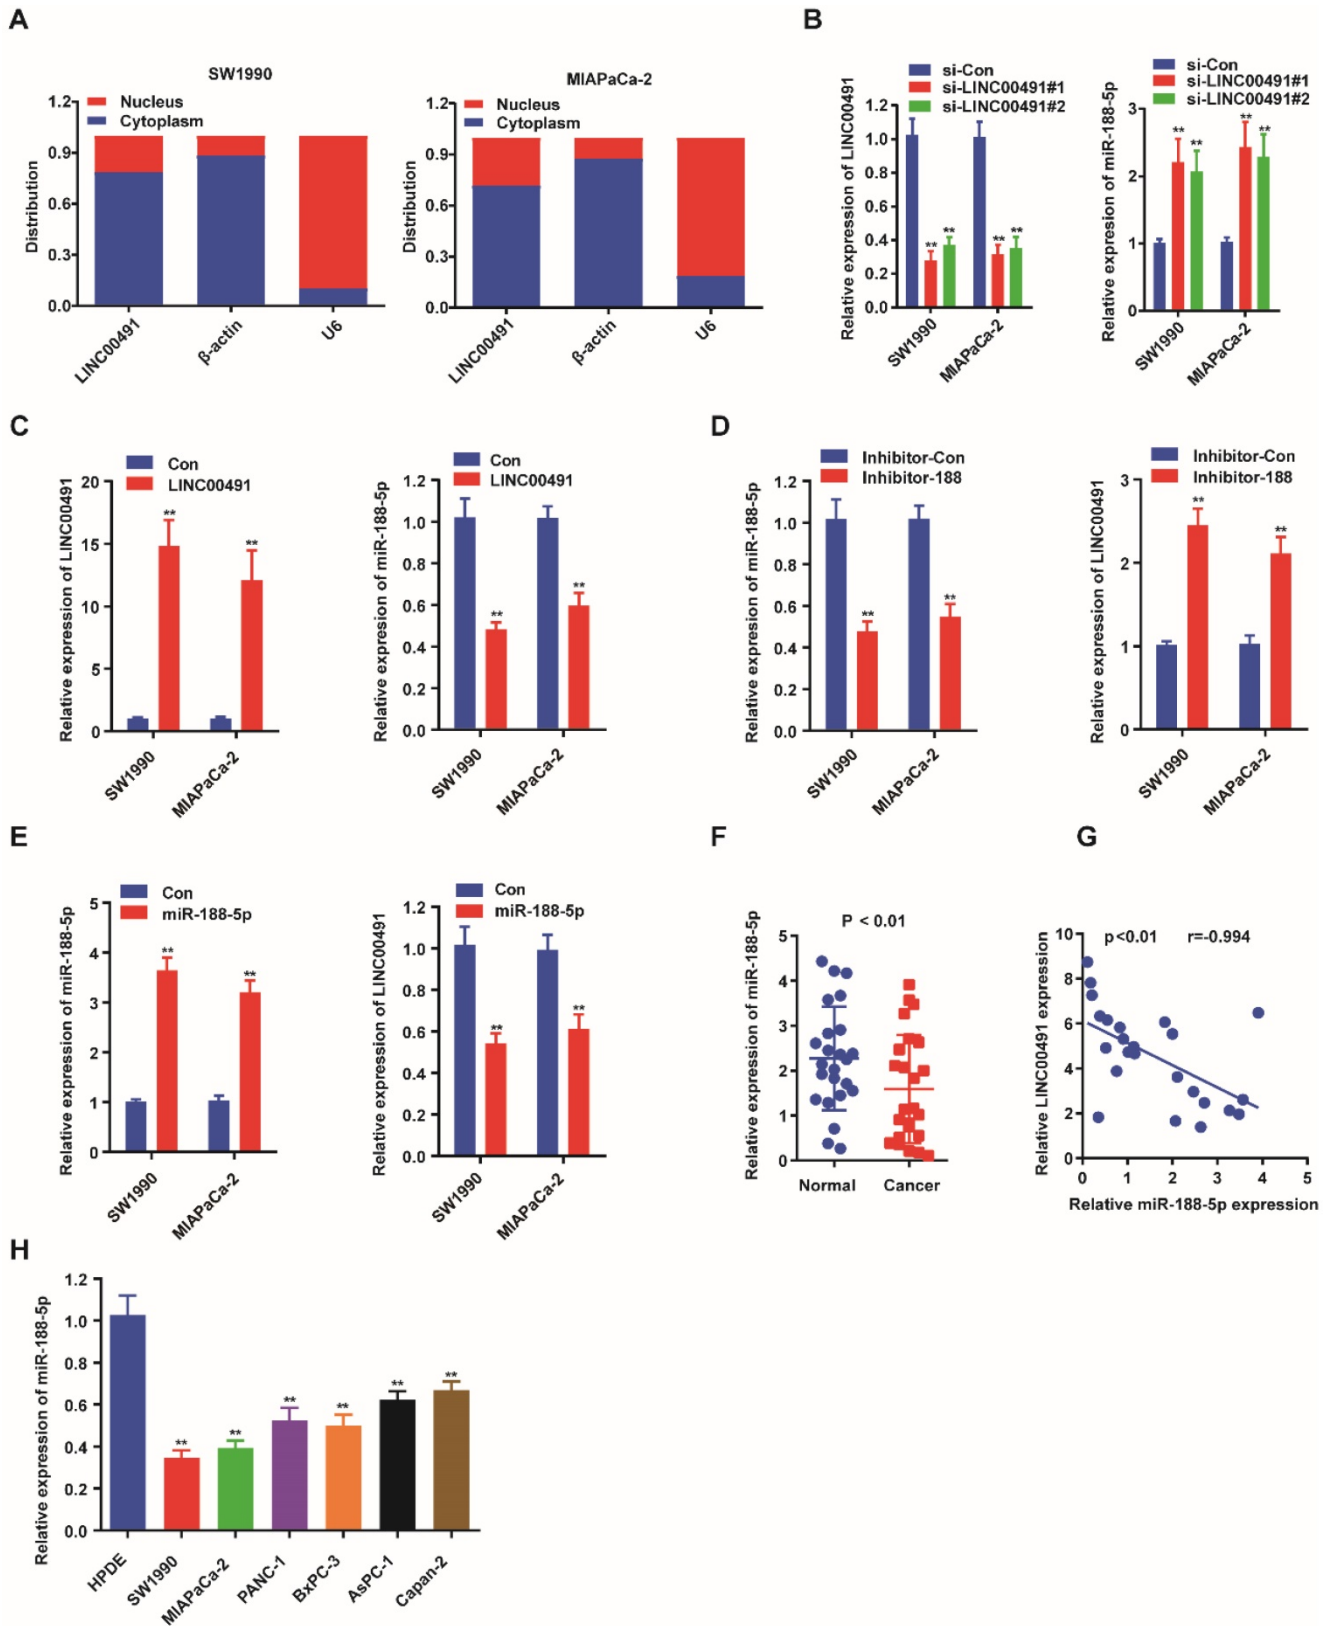 A
SW1990
Nucleus
Cytoplasm
Distribution
1.2
0.9
0.6
0.3
0.0
LINC00491
β-actin
U6
MIAPaCa-2
Nucleus
Cytoplasm
Distribution
1.2
0.9
0.6
0.3
0.0
LINC00491
β-actin
U6
B
si-Con
si-LINC00491#1
si-LINC00491#2
Relative expression of LINC00491
1.2
1.0
0.8
0.6
0.4
0.2
0.0
** **
** **
SW1990
MIAPaCa-2
si-Con
si-LINC00491#1
si-LINC00491#2
Relative expression of miR-188-5p
3
2
1
0
** **
** **
SW1990
MIAPaCa-2
C
Con
LINC00491
Relative expression of LINC00491
20
15
10
5
0
**
**
SW1990
MIAPaCa-2
Con
LINC00491
Relative expression of miR-188-5p
1.2
1.0
0.8
0.6
0.4
0.2
0.0
**
**
SW1990
MIAPaCa-2
D
Inhibitor-Con
Inhibitor-188
Relative expression of miR-188-5p
1.2
1.0
0.8
0.6
0.4
0.2
0.0
**
**
SW1990
MIAPaCa-2
Inhibitor-Con
Inhibitor-188
Relative expression of LINC00491
3
2
1
0
**
**
SW1990
MIAPaCa-2
E
Con
miR-188-5p
Relative expression of miR-188-5p
5
4
3
2
1
0
**
**
SW1990
MIAPaCa-2
Con
miR-188-5p
Relative expression of LINC00491
1.2
1.0
0.8
0.6
0.4
0.2
0.0
**
**
SW1990
MIAPaCa-2
F
P < 0.01
Relative expression of miR-188-5p
5
4
3
2
1
0
Normal
Cancer
G
p<0.01
r=-0.994
Relative LINC00491 expression
10
8
6
4
2
0
0 1 2 3 4 5
Relative miR-188-5p expression
H
Relative expression of miR-188-5p
1.2
1.0
0.8
0.6
0.4
0.2
0.0
**
**
**
**
**
**
HPDE
SW1990
MIAPaCa-2
PANC-1
BxPC-3
AsPC-1
Capan-2